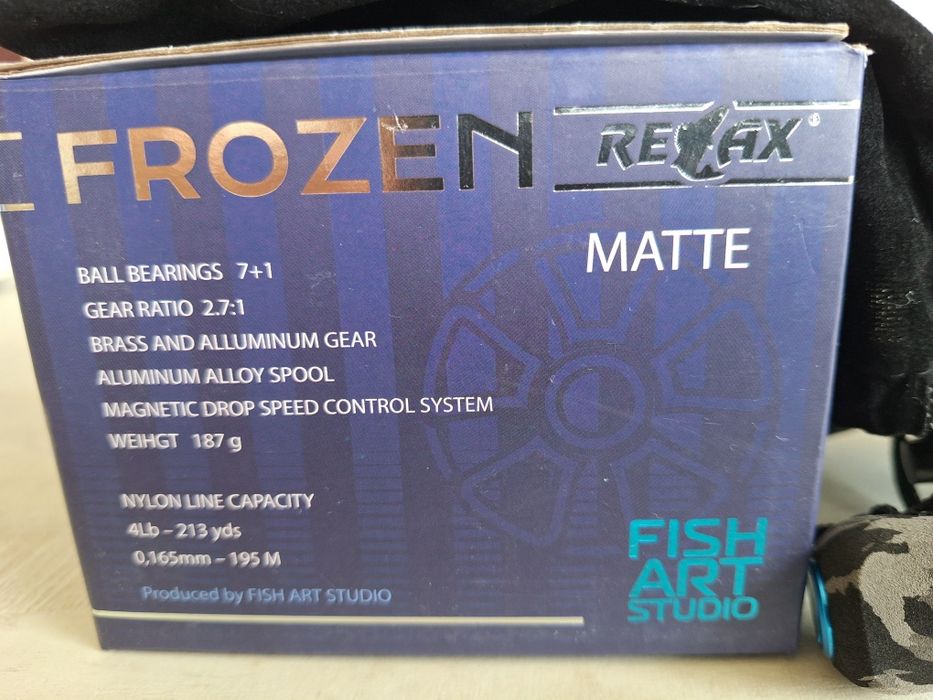 FROZEN
RELAX®
MATTE
BALL BEARINGS 7+1
GEAR RATIO 2.7:1
BRASS AND ALLUMINUM GEAR
ALUMINUM ALLOY SPOOL
MAGNETIC DROP SPEED CONTROL SYSTEM
WEIHGT 187 g
NYLON LINE CAPACITY
4Lb – 213 yds
0,165mm – 195 M
Produced by FISH ART STUDIO
FISH
ART
STUDIO